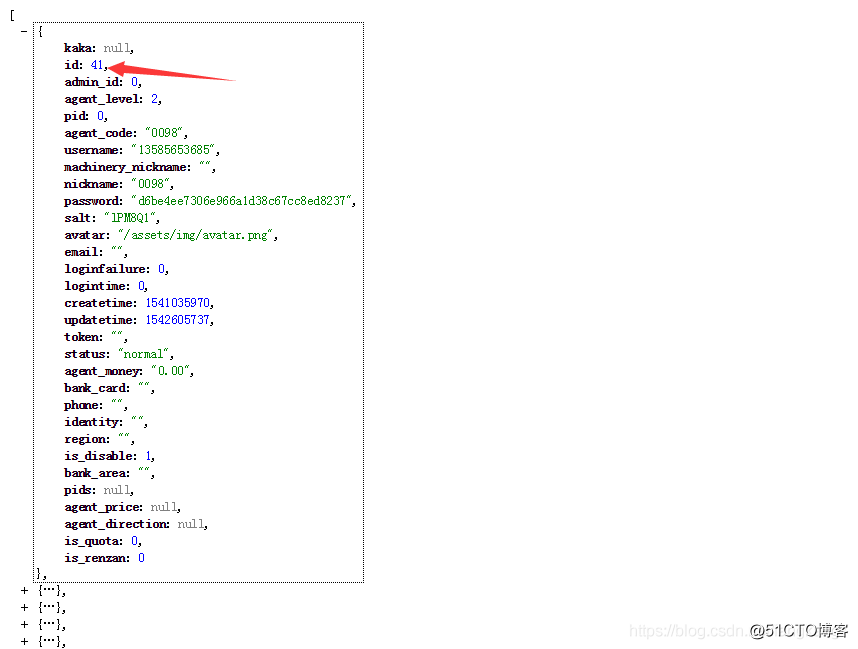 [
− {
kaka: null,
id: 41,
admin_id: 0,
agent_level: 2,
pid: 0,
agent_code: "0098",
username: "13585653685",
machinery_nickname: "",
nickname: "0098",
password: "d6be4ee7306e966a1d38c67cc8ed8237",
salt: "1PM8Q1",
avatar: "/assets/img/avatar.png",
email: "",
loginfailure: 0,
logintime: 0,
createtime: 1541035970,
updatetime: 1542605737,
token: "",
status: "normal",
agent_money: "0.00",
bank_card: "",
phone: "",
identity: "",
region: "",
is_disable: 1,
bank_area: "",
pids: null,
agent_price: null,
agent_direction: null,
is_quota: 0,
is_renzan: 0
},
+ {⋯},
+ {⋯},
+ {⋯},
+ {⋯},
https://blog.csdn. @51CTO博客